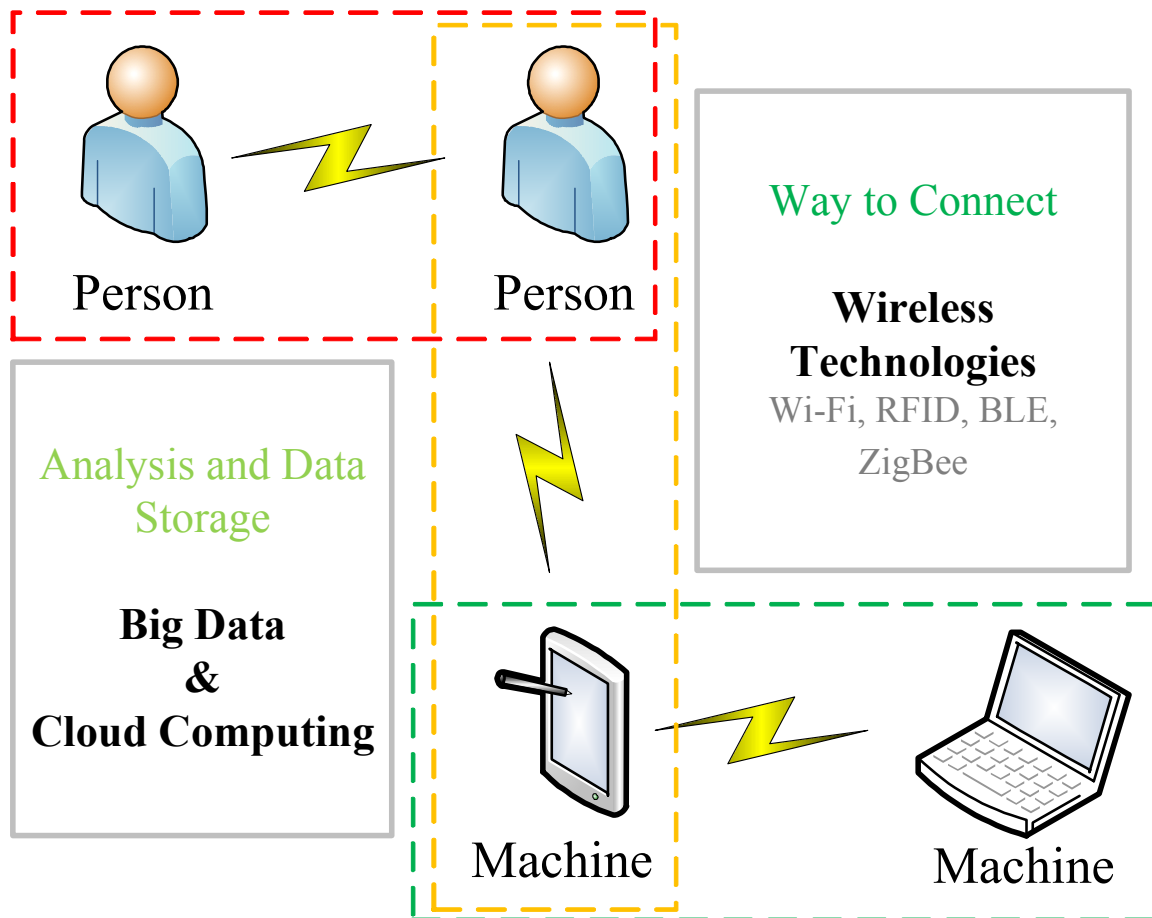 Person
Person
Way to Connect
Wireless
Technologies
Wi-Fi, RFID, BLE,
ZigBee
Analysis and Data
Storage
Big Data
&
Cloud Computing
Machine
Machine